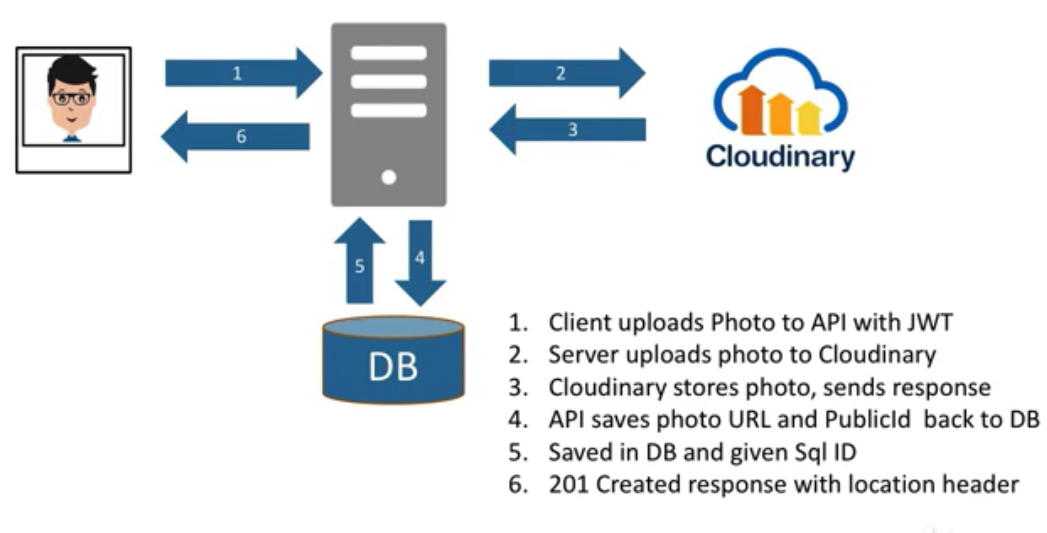 1
2
6
3
Cloudinary
5
4
DB
1. Client uploads Photo to API with JWT
2. Server uploads photo to Cloudinary
3. Cloudinary stores photo, sends response
4. API saves photo URL and PublicId back to DB
5. Saved in DB and given Sql ID
6. 201 Created response with location header